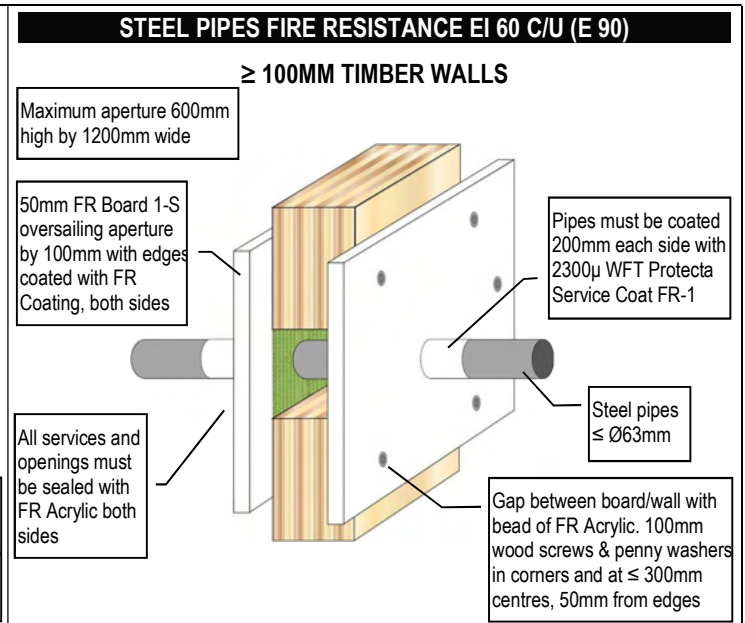 STEEL PIPES FIRE RESISTANCE EI 60 C/U (E 90)
≥ 100MM TIMBER WALLS
Maximum aperture 600mm
high by 1200mm wide
50mm FR Board 1-S
oversailing aperture
by 100mm with edges
coated with FR
Coating, both sides
Pipes must be coated
200mm each side with
2300µ WFT Protecta
Service Coat FR-1
Steel pipes
≤ Ø63mm
All services and
openings must
be sealed with
FR Acrylic both
sides
Gap between board/wall with
bead of FR Acrylic. 100mm
wood screws & penny washers
in corners and at ≤ 300mm
centres, 50mm from edges